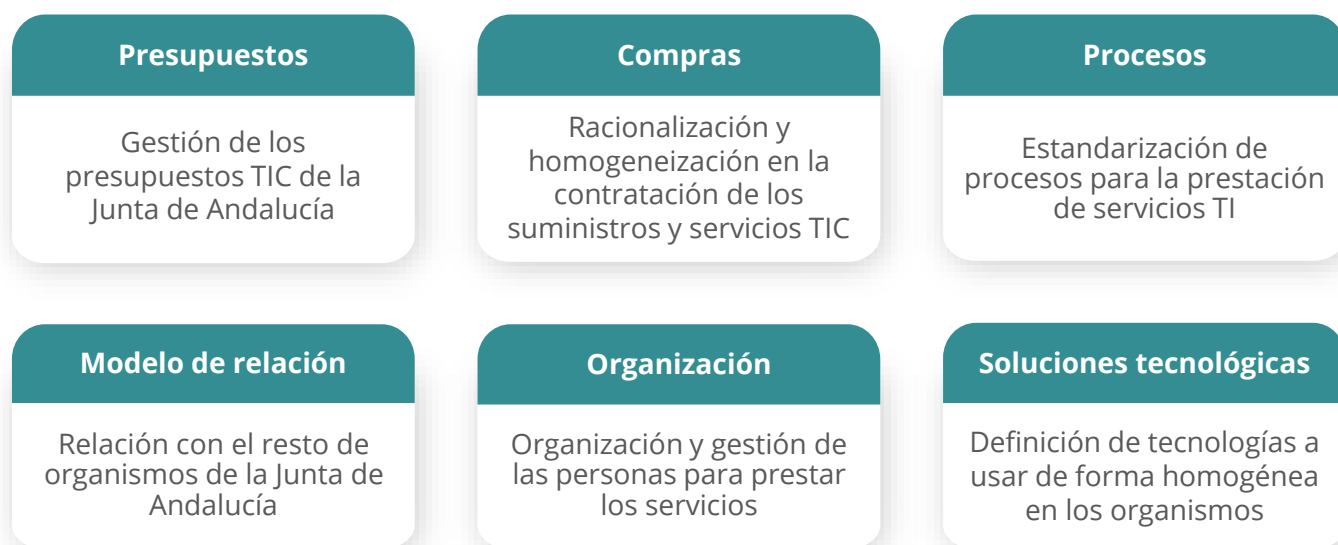 Presupuestos
Gestión de los
presupuestos TIC de la
Junta de Andalucía
Compras
Racionalización y
homogeneización en la
contratación de los
suministros y servicios TIC
Procesos
Estandarización de
procesos para la prestación
de servicios TI
Modelo de relación
Relación con el resto de
organismos de la Junta de
Andalucía
Organización
Organización y gestión de
las personas para prestar
los servicios
Soluciones tecnológicas
Definición de tecnologías a
usar de forma homogénea
en los organismos